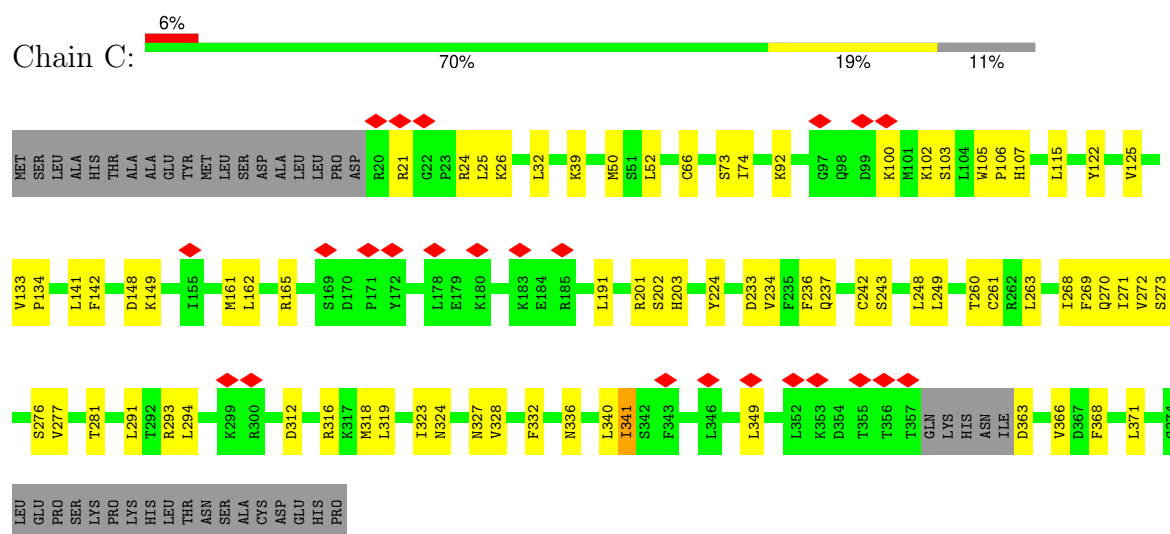 6%
Chain C:
70% 19% 11%
MET SER LEU ALA HIS THR ALA ALA GLU TYR MET LEU SER ASP ALA LEU LEU PRO ASP R20 R21 G22 P23 R24 L25 K26 L32 K39 M50 S51 L52 C66 S73 I74 K92 G97 Q98 D99 K100 M101 K102 S103 L104 W105 P106 H107 L115 Y122 V125
V133 P134 L141 F142 D148 K149 I155 M161 L162 R165 S169 D170 P171 Y172 L178 E179 K180 K183 E184 R185 L191 R201 S202 H203 Y224 D233 V234 F235 F236 Q237 C242 S243 L248 L249 T260 C261 R262 L263 I268 F269 Q270 I271 V272 S273
S276 V277 T281 L291 T292 R293 L294 K299 R300 D312 R316 K317 M318 L319 I323 N324 N327 V328 F332 N336 L340 I341 S342 F343 L346 L349 L352 K353 D354 T355 T356 T357 GLN LYS HIS ASN ILE D363 V366 D367 F368 L371
LEU GLU PRO SER LYS PRO LYS HIS LEU THR ASN SER ALA CYS ASP GLU HIS PRO